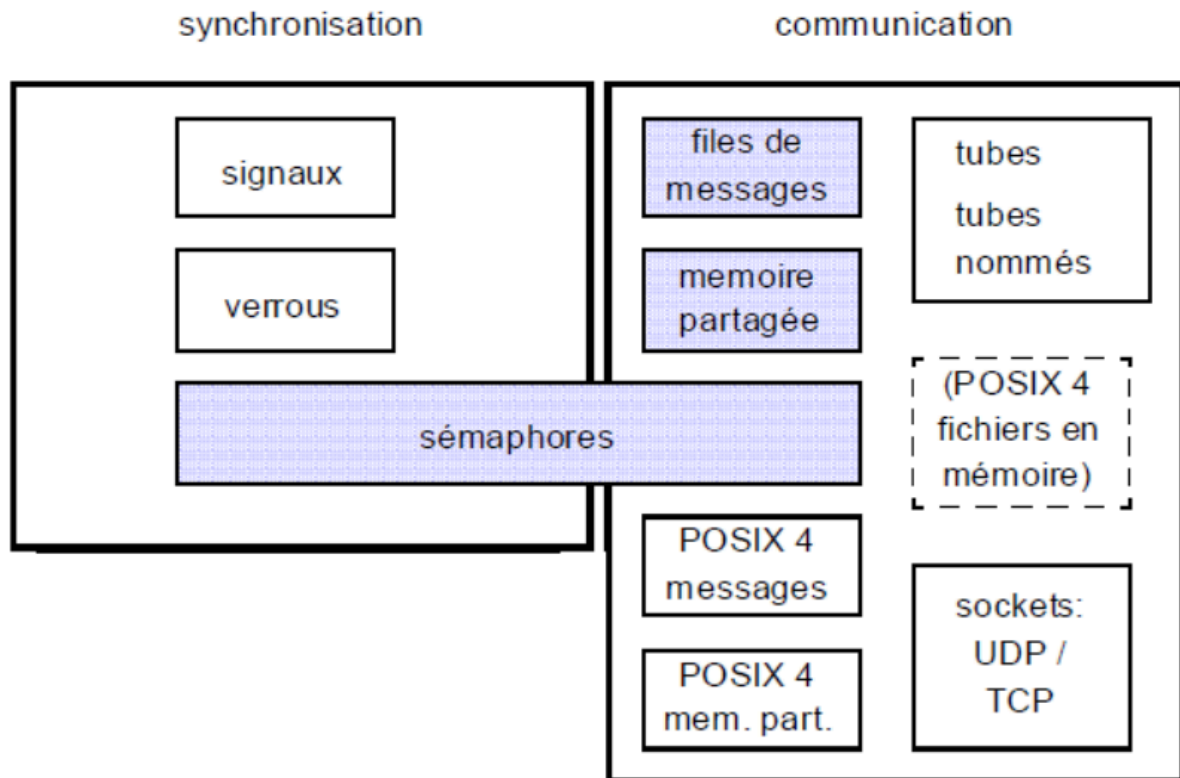 synchronisation
communication
signaux
verrous
sémaphores
files de
messages
memoire
partagée
POSIX 4
messages
POSIX 4
mem. part.
tubes
tubes
nommés
(POSIX 4
fichiers en
mémoire)
sockets:
UDP /
TCP